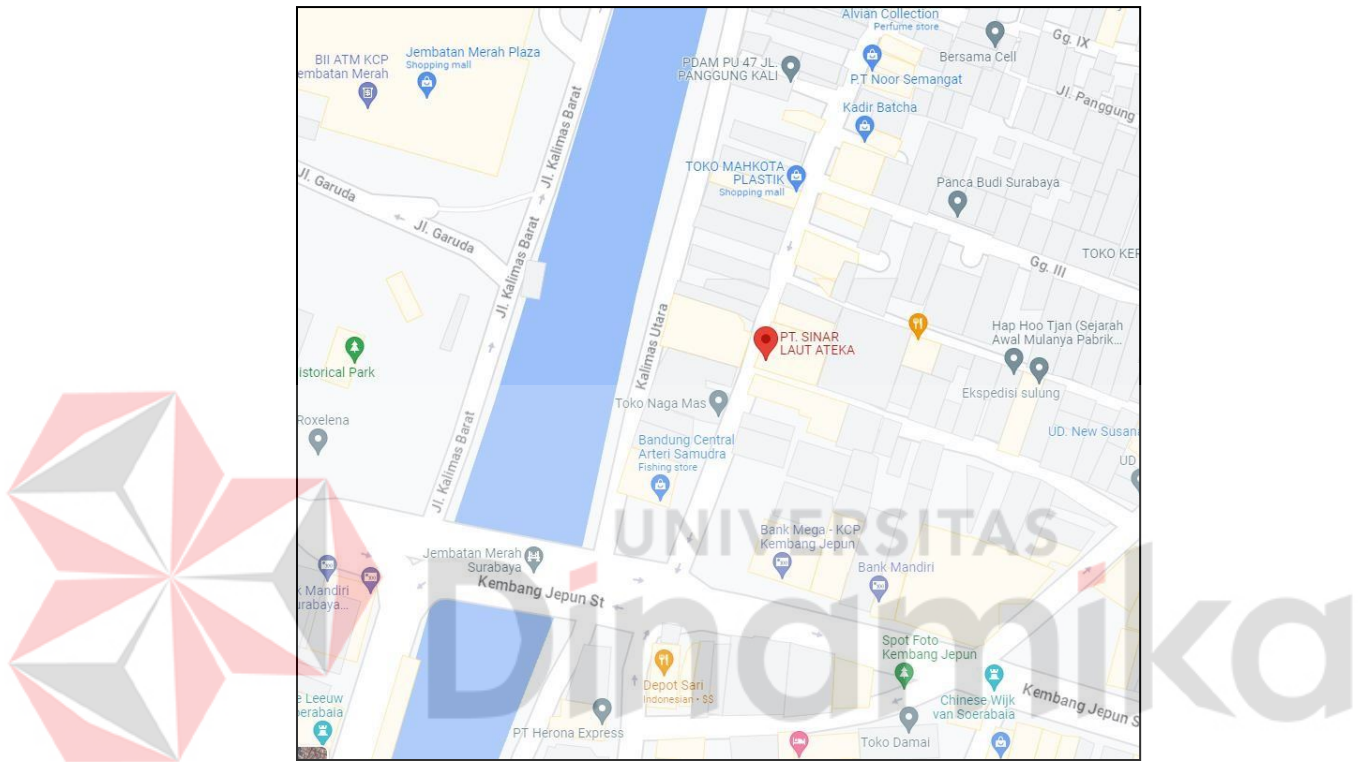 Alvian Collection
Perfume store
Gg. IX
BII ATM KCP
embatan Merah
Jembatan Merah Plaza
Shopping mall
PDAM PU 47 JL.
PANGGUNG KALI
Bersama Cell
P.T Noor Semangat
Jl. Panggung
Kadir Batcha
Jl. Kalimas Barat
TOKO MAHKOTA
PLASTIK
Shopping mall
Panca Budi Surabaya
Jl. Garuda
Jl. Garuda
Jl. Kalimas Barat
TOKO KER
Gg. III
Kalimas Utara
PT. SINAR
LAUT ATEKA
Hap Hoo Tjan (Sejarah
Awal Mulanya Pabrik...
istorical Park
Ekspedisi sulung
Toko Naga Mas
Roxelena
Jl. Kalimas Barat
Bandung Central
Arteri Samudra
Fishing store
UD. New Susana
UD
UNIVERSITAS
Dinamika
Bank Mega - KCP
Kembang Jepun
Jembatan Merah
Surabaya
Bank Mandiri
k Mandiri
urabaya...
Kembang Jepun St
Spot Foto
Kembang Jepun
Depot Sari
Indonesian • $$
e Leeuw
oerabaia
PT Herona Express
Chinese Wijk
van Soerabaia
Kembang Jepun S
Toko Damai